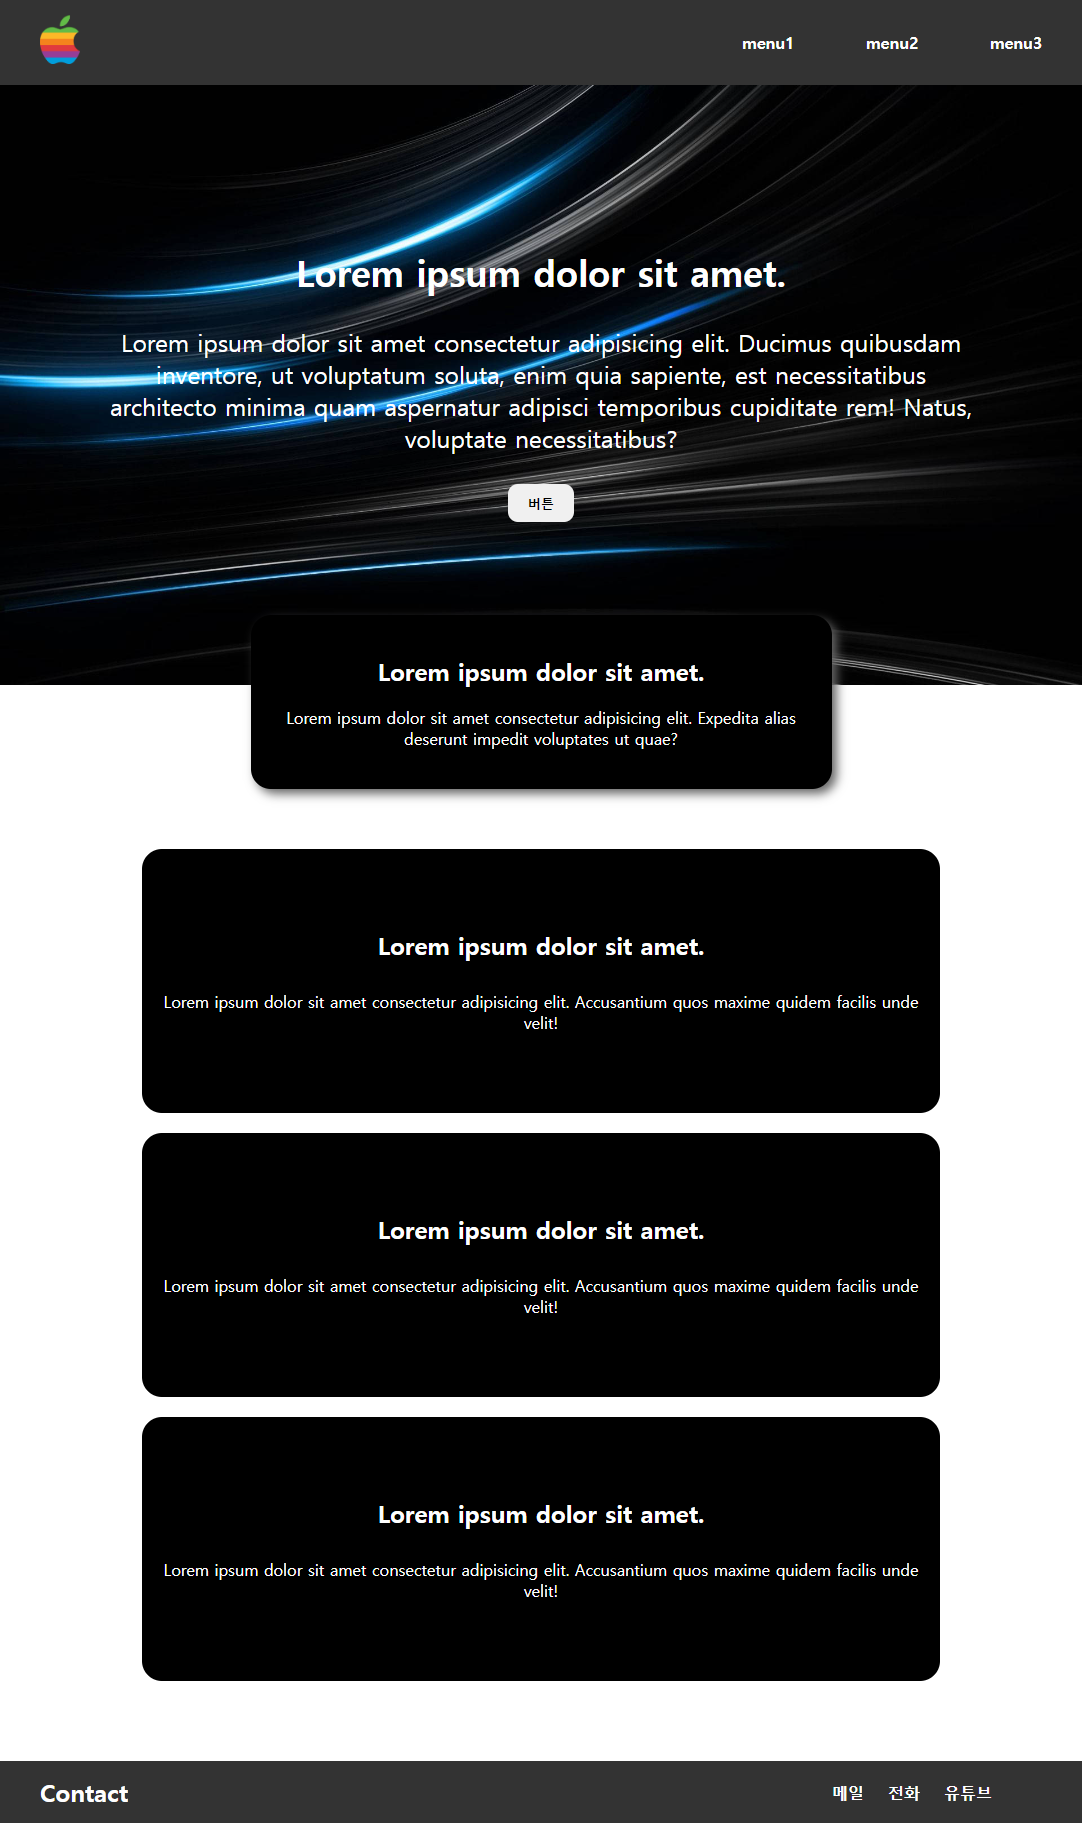 menu1 menu2 menu3
Lorem ipsum dolor sit amet.
Lorem ipsum dolor sit amet consectetur adipisicing elit. Ducimus quibusdam
inventore, ut voluptatum soluta, enim quia sapiente, est necessitatibus
architecto minima quam aspernatur adipisci temporibus cupiditate rem! Natus,
voluptate necessitatibus?
버튼
Lorem ipsum dolor sit amet.
Lorem ipsum dolor sit amet consectetur adipisicing elit. Expedita alias
deserunt impedit voluptates ut quae?
Lorem ipsum dolor sit amet.
Lorem ipsum dolor sit amet consectetur adipisicing elit. Accusantium quos maxime quidem facilis unde
velit!
Lorem ipsum dolor sit amet.
Lorem ipsum dolor sit amet consectetur adipisicing elit. Accusantium quos maxime quidem facilis unde
velit!
Lorem ipsum dolor sit amet.
Lorem ipsum dolor sit amet consectetur adipisicing elit. Accusantium quos maxime quidem facilis unde
velit!
Contact 메일 전화 유튜브